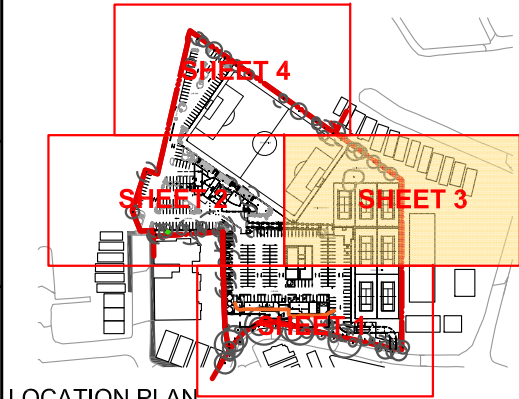 SHEET 4
SHEET 2
SHEET 3
SHEET 1
LOCATION PLAN